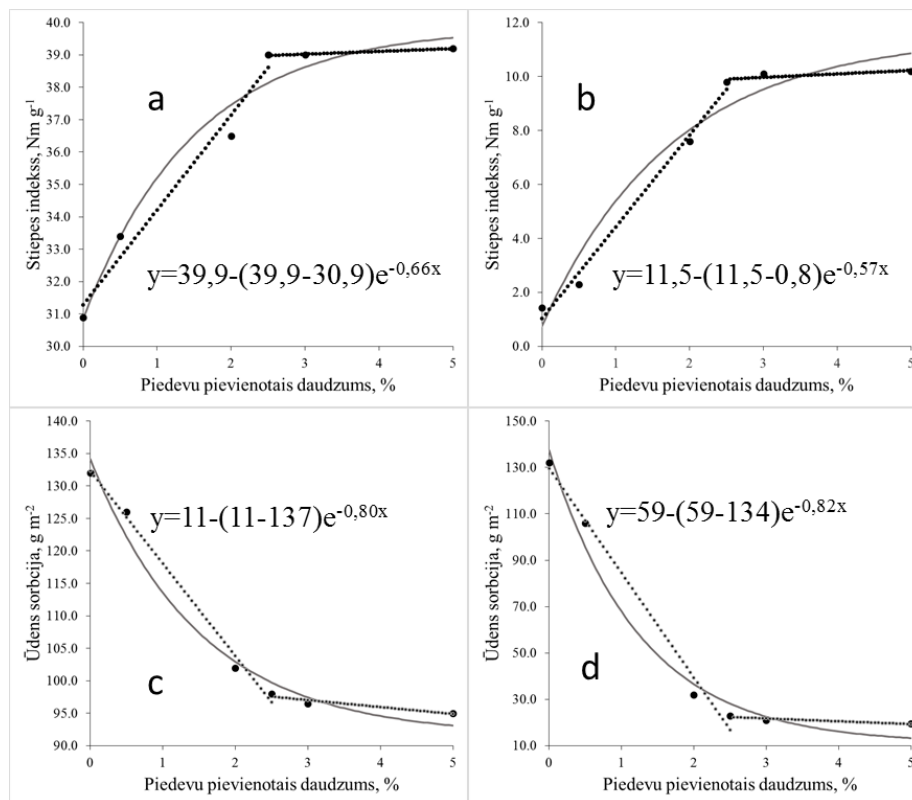 40.0
39.0
38.0
37.0
36.0
35.0
34.0
33.0
32.0
31.0
30.0
Stiepes indekss, Nm g-1
a
y=39,9-(39,9-30,9)e-0,66x
0 1 2 3 4 5
Piedevu pievienotais daudzums, %
12.0
10.0
8.0
6.0
4.0
2.0
0.0
Stiepes indekss, Nm g-1
b
y=11,5-(11,5-0,8)e-0,57x
0 1 2 3 4 5
Piedevu pievienotais daudzums, %
140.0
135.0
130.0
125.0
120.0
115.0
110.0
105.0
100.0
95.0
90.0
Ūdens sorbcija, g m-2
y=11-(11-137)e-0,80x
c
0 1 2 3 4 5
Piedevu pievienotais daudzums, %
150.0
130.0
110.0
90.0
70.0
50.0
30.0
10.0
Ūdens sorbcija, g m-2
y=59-(59-134)e-0,82x
d
0 1 2 3 4 5
Piedevu pievienotais daudzums, %